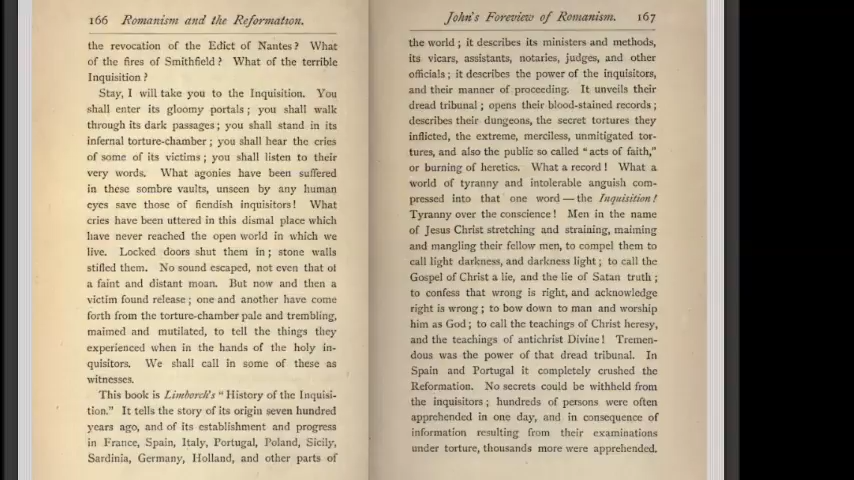 166 Romanism and the Reformation.
the revocation of the Edict of Nantes? What
of the fires of Smithfield? What of the terrible
Inquisition?
Stay, I will take you to the Inquisition. You
shall enter its gloomy portals; you shall walk
through its dark passages; you shall stand in its
infernal torture-chamber; you shall hear the cries
of some of its victims; you shall listen to their
very words. What agonies have been suffered
in these sombre vaults, unseen by any human
eyes save those of fiendish inquisitors! What
cries have been uttered in this dismal place which
have never reached the open world in which we
live. Locked doors shut them in; stone walls
stifled them. No sound escaped, not even that of
a faint and distant moan. But now and then a
victim found release; one and another have come
forth from the torture-chamber pale and trembling,
maimed and mutilated, to tell the things they
experienced when in the hands of the holy in-
quisitors. We shall call in some of these as
witnesses.
This book is Limborch's "History of the Inquisi-
tion." It tells the story of its origin seven hundred
years ago, and of its establishment and progress
in France, Spain, Italy, Portugal, Poland, Sicily,
Sardinia, Germany, Holland, and other parts of
John's Foreview of Romanism. 167
the world; it describes its ministers and methods,
its vicars, assistants, notaries, judges, and other
officials; it describes the power of the inquisitors,
and their manner of proceeding. It unveils their
dread tribunal; opens their blood-stained records;
describes their dungeons, the secret tortures they
inflicted, the extreme, merciless, unmitigated tor-
tures, and also the public so called "acts of faith,"
or burning of heretics. What a record! What a
world of tyranny and intolerable anguish com-
pressed into that one word—the Inquisition!
Tyranny over the conscience! Men in the name
of Jesus Christ stretching and straining, maiming
and mangling their fellow men, to compel them to
call light darkness, and darkness light; to call the
Gospel of Christ a lie, and the lie of Satan truth;
to confess that wrong is right, and acknowledge
right is wrong; to bow down to man and worship
him as God; to call the teachings of Christ heresy,
and the teachings of antichrist Divine! Tremen-
dous was the power of that dread tribunal. In
Spain and Portugal it completely crushed the
Reformation. No secrets could be withheld from
the inquisitors; hundreds of persons were often
apprehended in one day, and in consequence of
information resulting from their examinations
under torture, thousands more were apprehended.